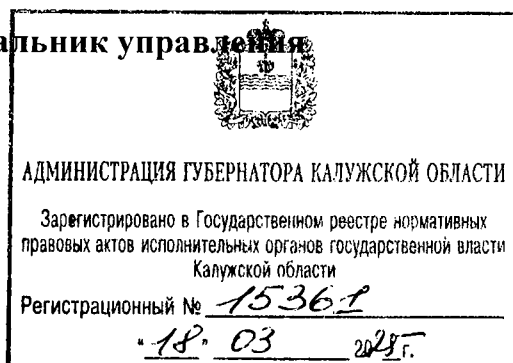 альник управления
АДМИНИСТРАЦИЯ ГУБЕРНАТОРА КАЛУЖСКОЙ ОБЛАСТИ
Зарегистрировано в Государственном реестре нормативных
правовых актов исполнительных органов государственной власти
Калужской области
Регистрационный № 15361
"18" 03 2025 г.